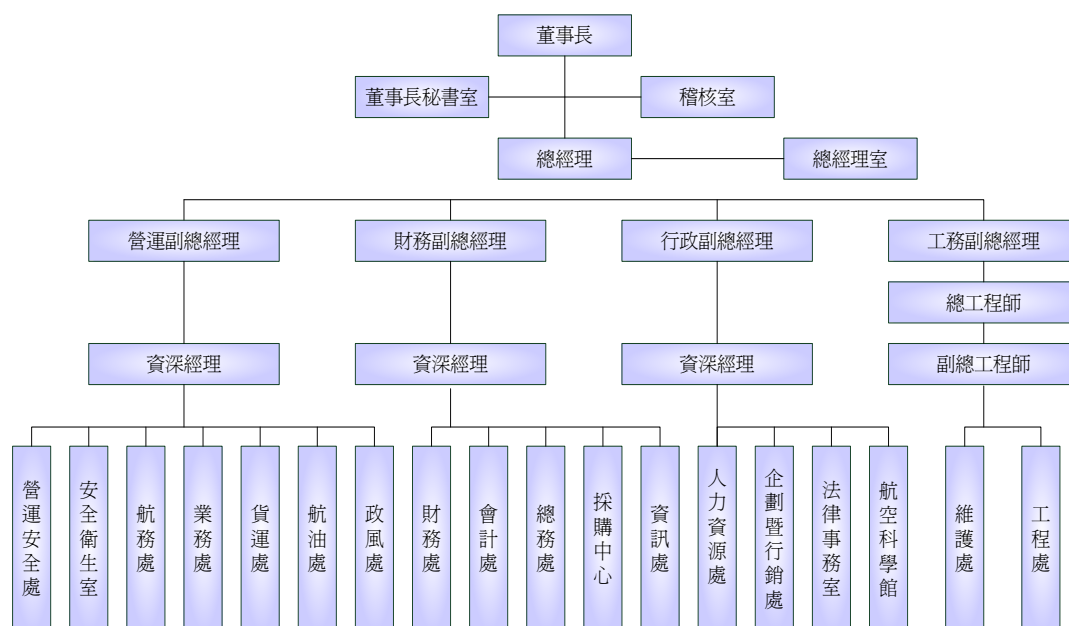 董事長
董事長秘書室
稽核室
總經理
總經理室
營運副總經理
財務副總經理
行政副總經理
工務副總經理
總工程師
資深經理
資深經理
資深經理
副總工程師
營運安全處
安全衛生室
航務處
業務處
貨運處
航油處
政風處
財務處
會計處
總務處
採購中心
資訊處
人力資源處
企劃暨行銷處
法律事務室
航空科學館
維護處
工程處